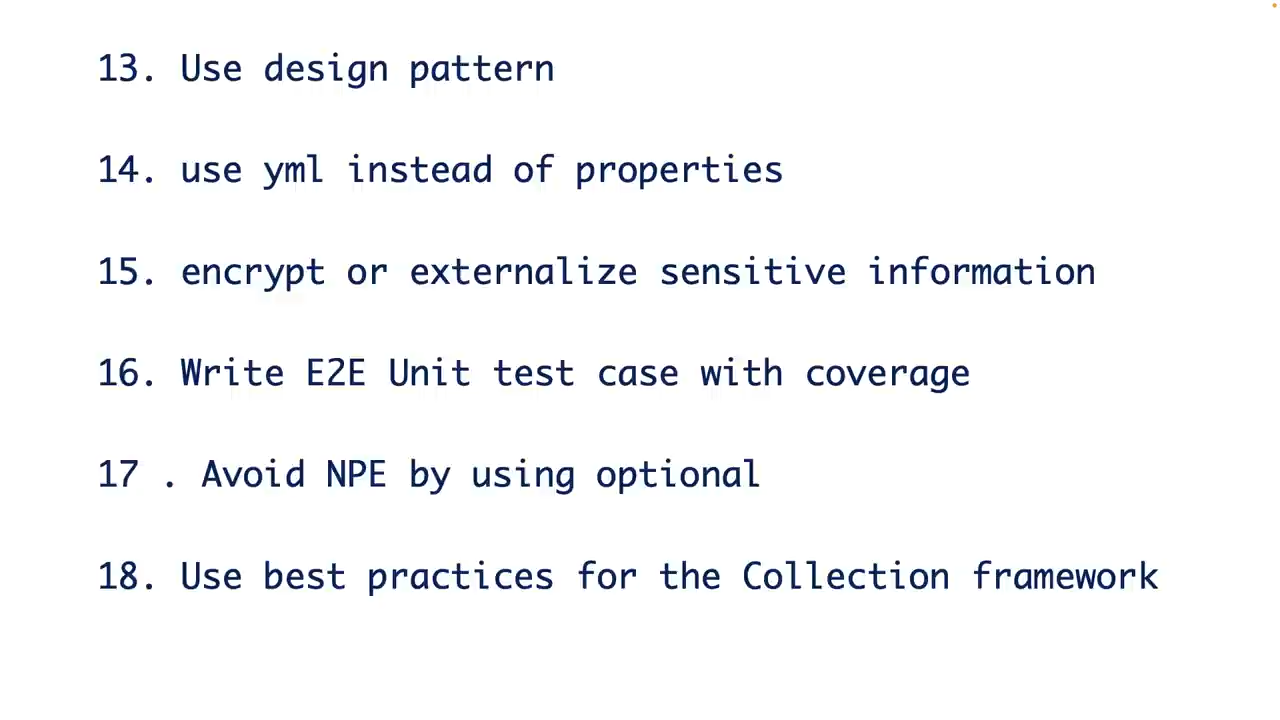 13. Use design pattern
14. use yml instead of properties
15. encrypt or externalize sensitive information
16. Write E2E Unit test case with coverage
17 . Avoid NPE by using optional
18. Use best practices for the Collection framework